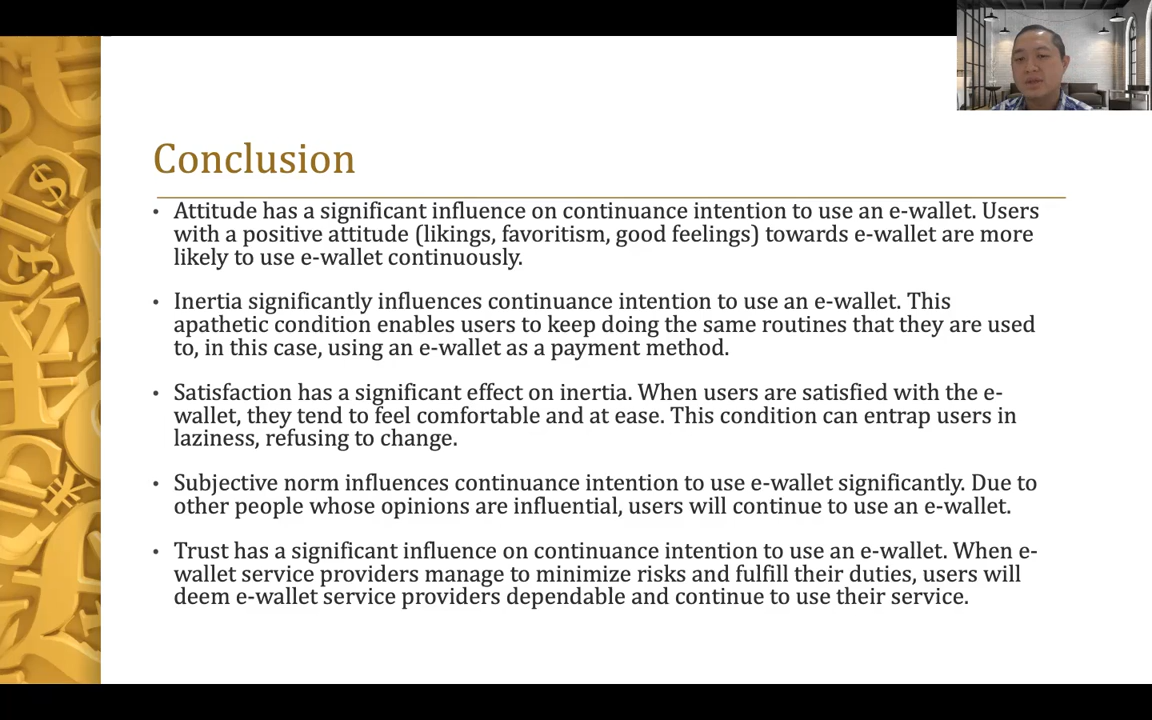 Conclusion
• Attitude has a significant influence on continuance intention to use an e-wallet. Users
with a positive attitude (likings, favoritism, good feelings) towards e-wallet are more
likely to use e-wallet continuously.
• Inertia significantly influences continuance intention to use an e-wallet. This
apathetic condition enables users to keep doing the same routines that they are used
to, in this case, using an e-wallet as a payment method.
• Satisfaction has a significant effect on inertia. When users are satisfied with the e-
wallet, they tend to feel comfortable and at ease. This condition can entrap users in
laziness, refusing to change.
• Subjective norm influences continuance intention to use e-wallet significantly. Due to
other people whose opinions are influential, users will continue to use an e-wallet.
• Trust has a significant influence on continuance intention to use an e-wallet. When e-
wallet service providers manage to minimize risks and fulfill their duties, users will
deem e-wallet service providers dependable and continue to use their service.